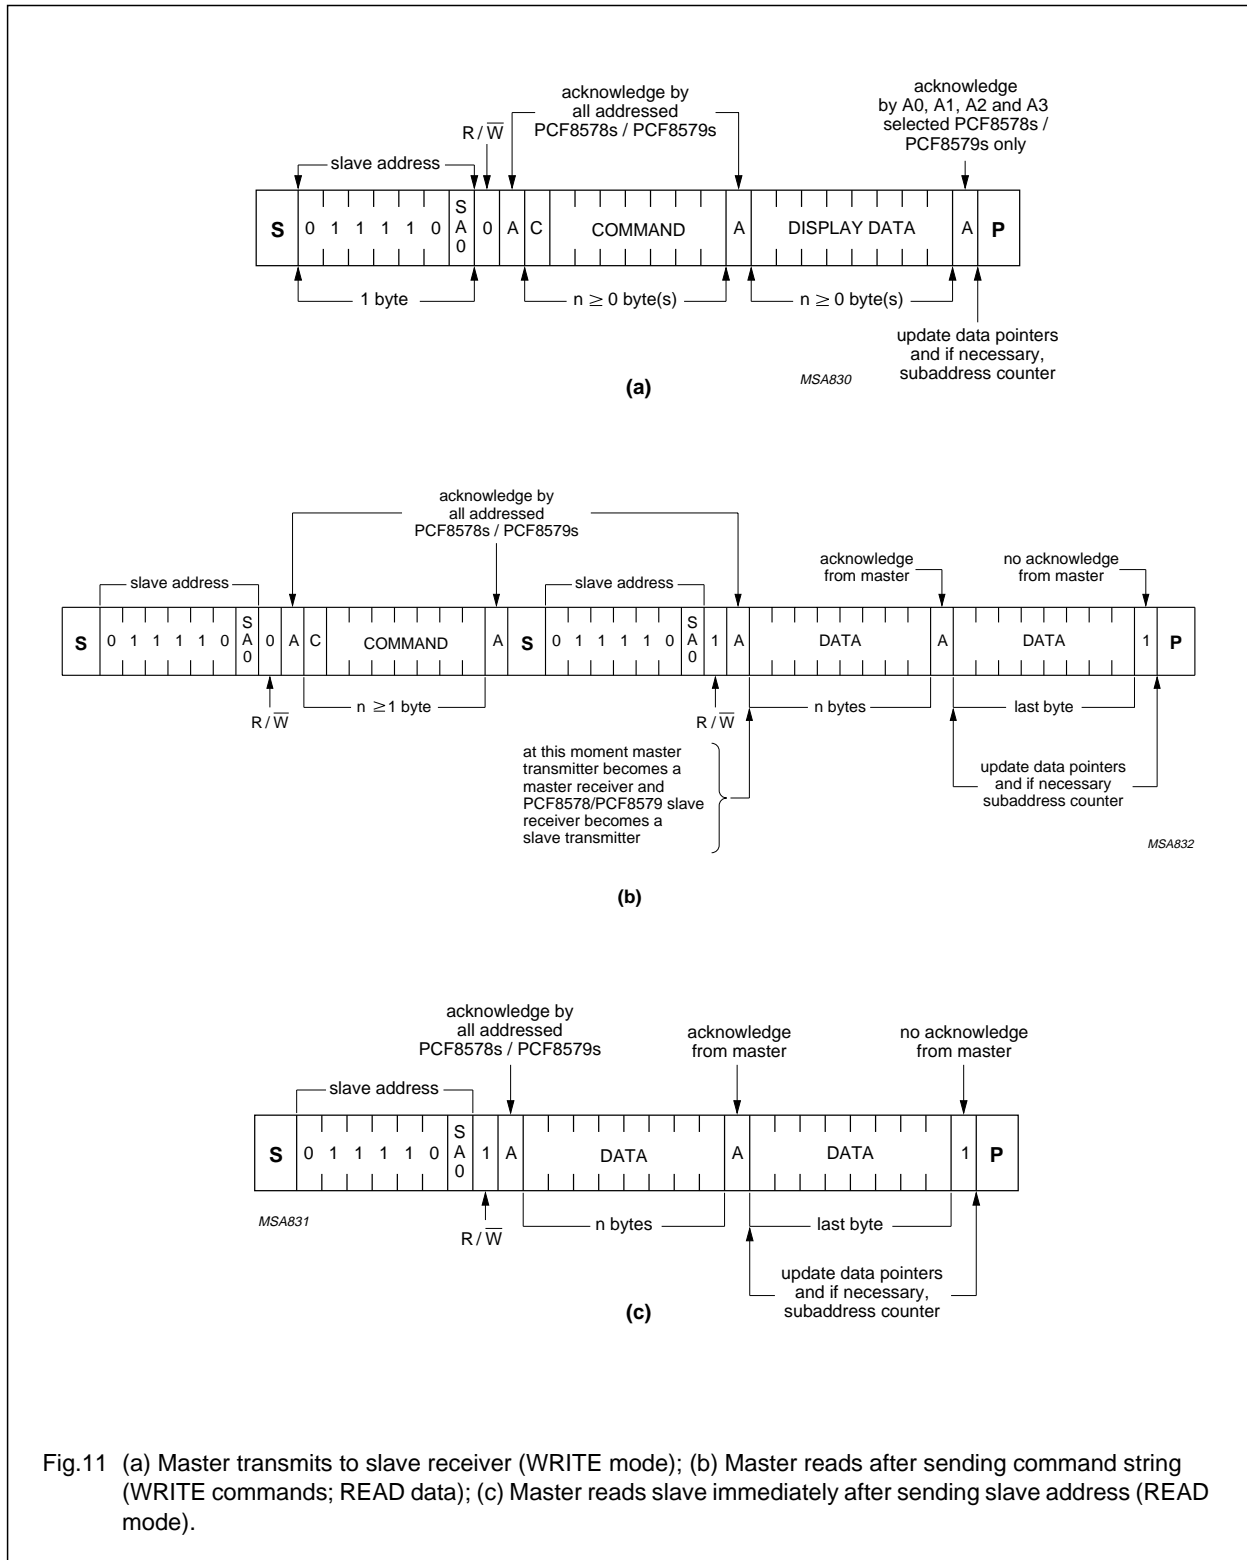 acknowledge by
all addressed
PCF8578s / PCF8579s
R / W
acknowledge
by A0, A1, A2 and A3
selected PCF8578s /
PCF8579s only
slave address
S 0 1 1 1 1 0 SA0 0 A C COMMAND A DISPLAY DATA A P
1 byte
n ≥ 0 byte(s)
n ≥ 0 byte(s)
update data pointers
and if necessary,
subaddress counter
MSA830
(a)
acknowledge by
all addressed
PCF8578s / PCF8579s
acknowledge
from master
no acknowledge
from master
slave address
slave address
S 0 1 1 1 1 0 SA0 0 A C COMMAND A S 0 1 1 1 1 0 SA0 1 A DATA A DATA 1 P
R / W
n ≥1 byte
R / W
n bytes
last byte
at this moment master
transmitter becomes a
master receiver and
PCF8578/PCF8579 slave
receiver becomes a
slave transmitter
update data pointers
and if necessary
subaddress counter
MSA832
(b)
acknowledge by
all addressed
PCF8578s / PCF8579s
acknowledge
from master
no acknowledge
from master
slave address
S 0 1 1 1 1 0 SA0 1 A DATA A DATA 1 P
MSA831
R / W
n bytes
last byte
update data pointers
and if necessary,
subaddress counter
(c)
Fig.11 (a) Master transmits to slave receiver (WRITE mode); (b) Master reads after sending command string
(WRITE commands; READ data); (c) Master reads slave immediately after sending slave address (READ
mode).